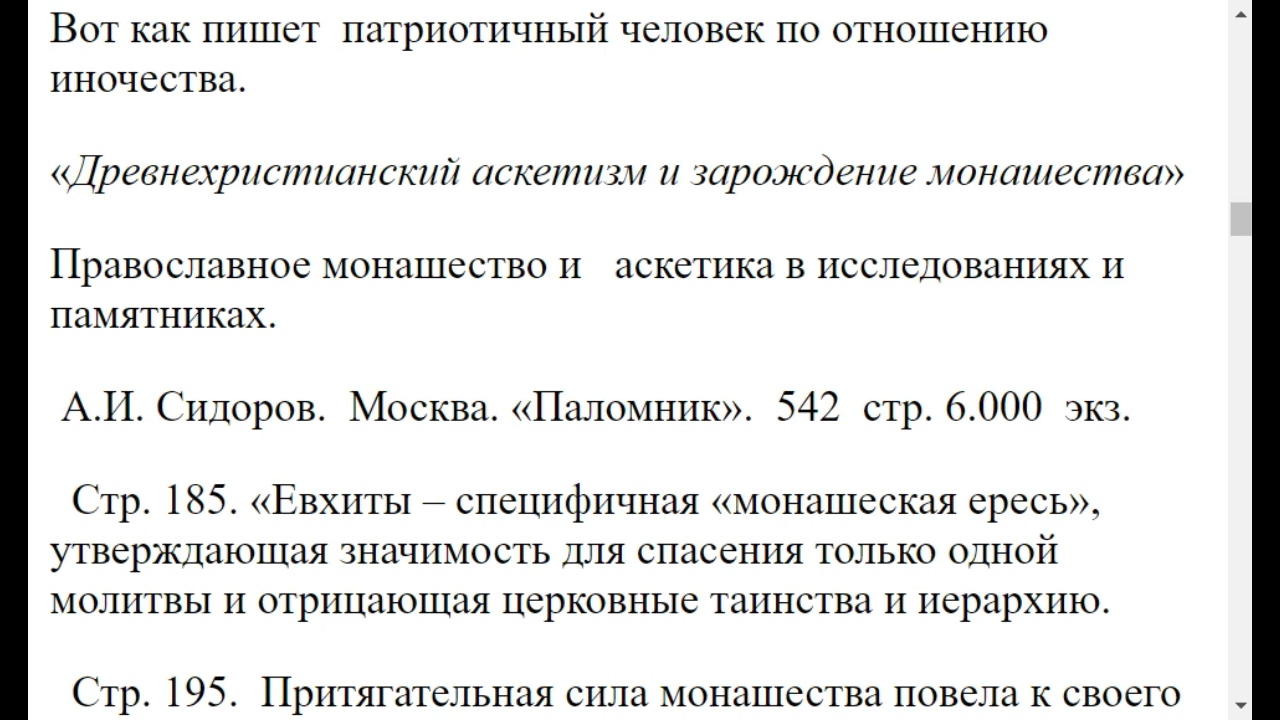 Вот как пишет  патриотичный человек по отношению
иночества.
«Древнехристианский аскетизм и зарождение монашества»
Православное монашество и   аскетика в исследованиях и
памятниках.
А.И. Сидоров.  Москва. «Паломник».  542  стр. 6.000  экз.
Стр. 185. «Евхиты – специфичная «монашеская ересь»,
утверждающая значимость для спасения только одной
молитвы и отрицающая церковные таинства и иерархию.
Стр. 195.  Притягательная сила монашества повела к своего